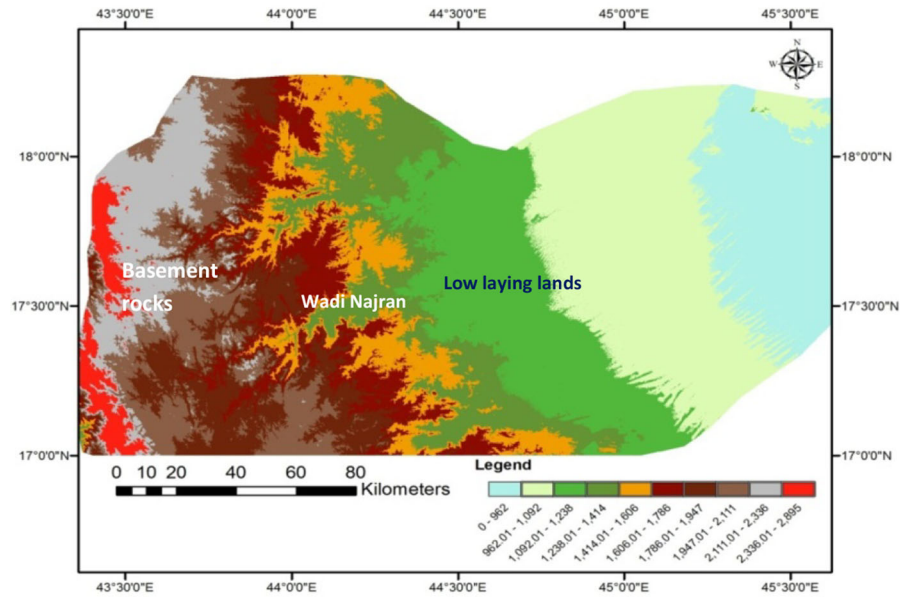 43°30'0"E 44°0'0"E 44°30'0"E 45°0'0"E 45°30'0"E
N
W E
S
18°0'0"N 18°0'0"N
Basement
rocks
Low laying lands
Wadi Najran
17°30'0"N 17°30'0"N
17°0'0"N 17°0'0"N
Legend
0 10 20 40 60 80
Kilometers
0 - 962
962.01 - 1,092
1,092.01 - 1,238
1,238.01 - 1,414
1,414.01 - 1,606
1,606.01 - 1,786
1,786.01 - 1,947
1,947.01 - 2,111
2,111.01 - 2,336
2,336.01 - 2,895
43°30'0"E 44°0'0"E 44°30'0"E 45°0'0"E 45°30'0"E